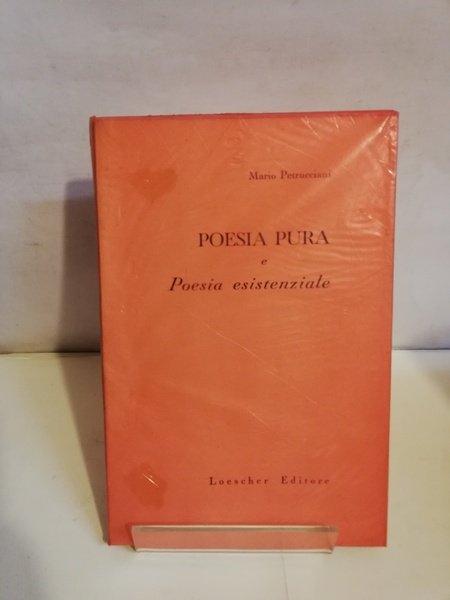 Mario Petrucciani
POESIA PURA
e
Poesia esistenziale
Loescher Editore